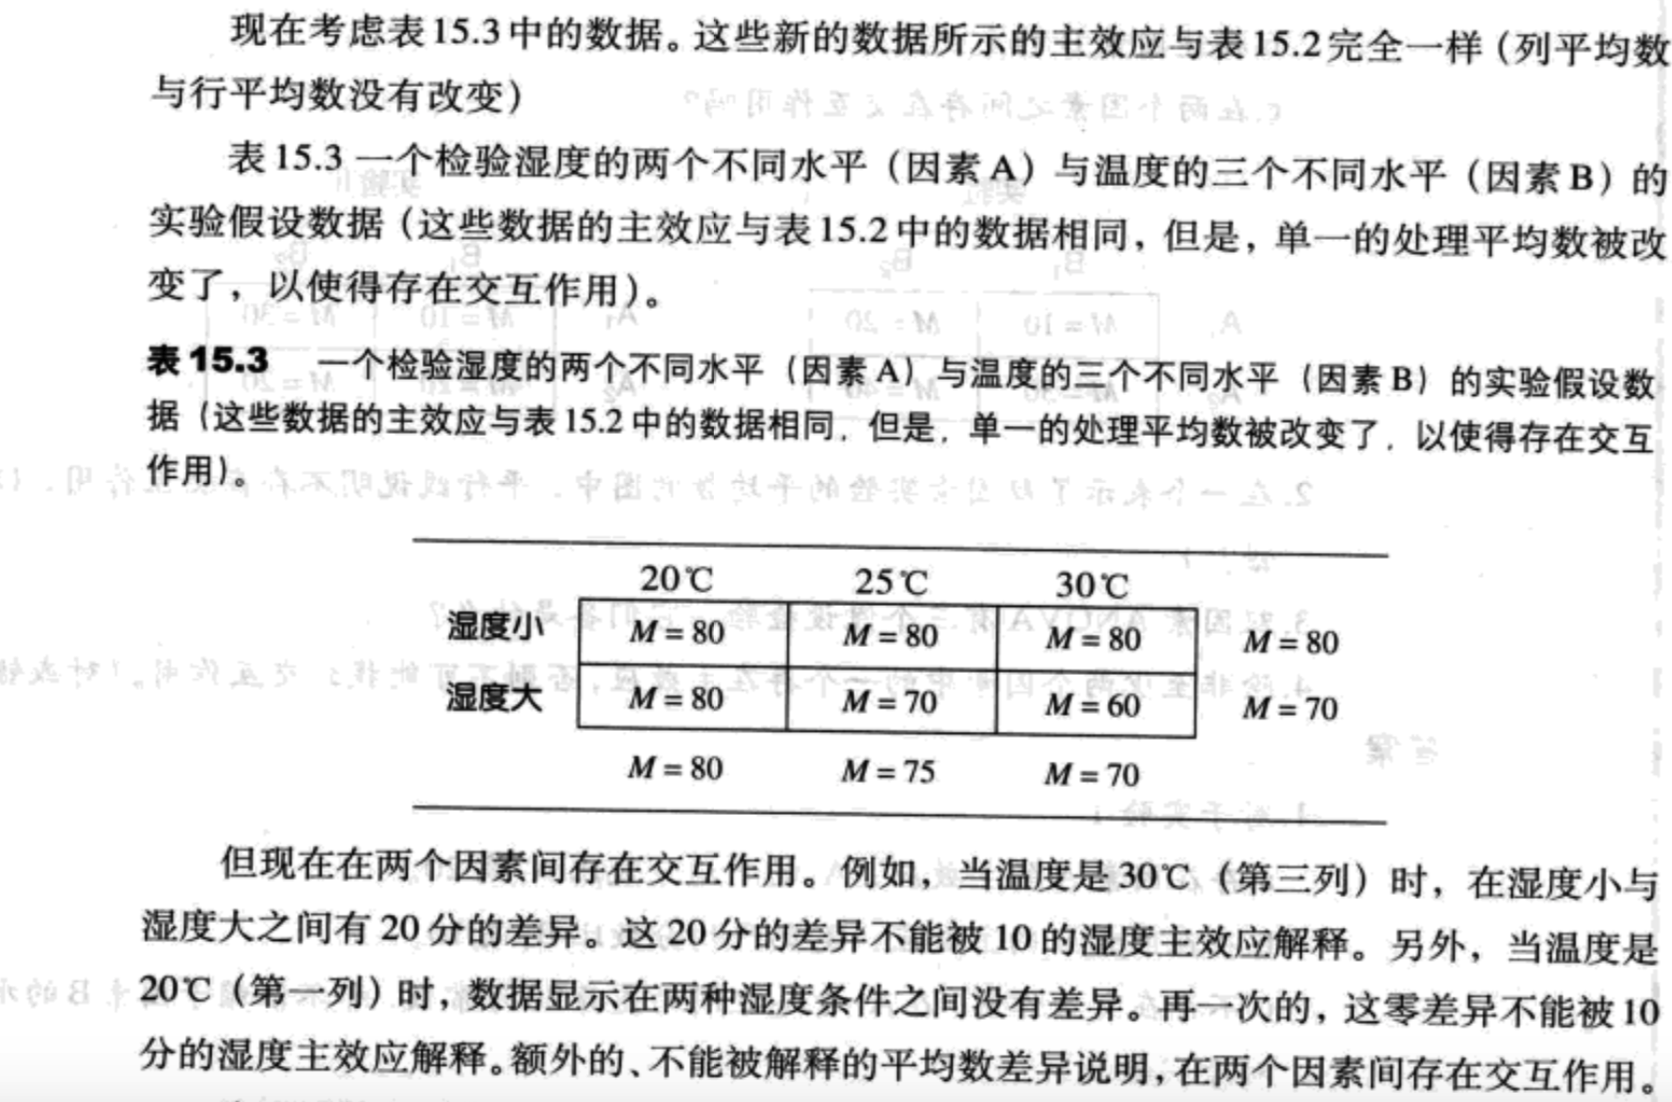 现在考虑表15.3中的数据。这些新的数据所示的主效应与表15.2完全一样（列平均数
与行平均数没有改变）
表15.3 一个检验湿度的两个不同水平（因素A）与温度的三个不同水平（因素B）的
实验假设数据（这些数据的主效应与表15.2中的数据相同，但是，单一的处理平均数被改
变了，以使得存在交互作用）。
表 15.3 一个检验湿度的两个不同水平（因素 A）与温度的三个不同水平（因素 B）的实验假设数
据（这些数据的主效应与表 15.2 中的数据相同，但是，单一的处理平均数被改变了，以使得存在交互
作用）。
20℃ 25℃ 30℃
湿度小 M = 80 M = 80 M = 80 M = 80
湿度大 M = 80 M = 70 M = 60 M = 70
M = 80 M = 75 M = 70
但现在在两个因素间存在交互作用。例如，当温度是30℃（第三列）时，在湿度小与
湿度大之间有20分的差异。这20分的差异不能被10的湿度主效应解释。另外，当温度是
20℃（第一列）时，数据显示在两种湿度条件之间没有差异。再一次的，这零差异不能被10
分的湿度主效应解释。额外的、不能被解释的平均数差异说明，在两个因素间存在交互作用。